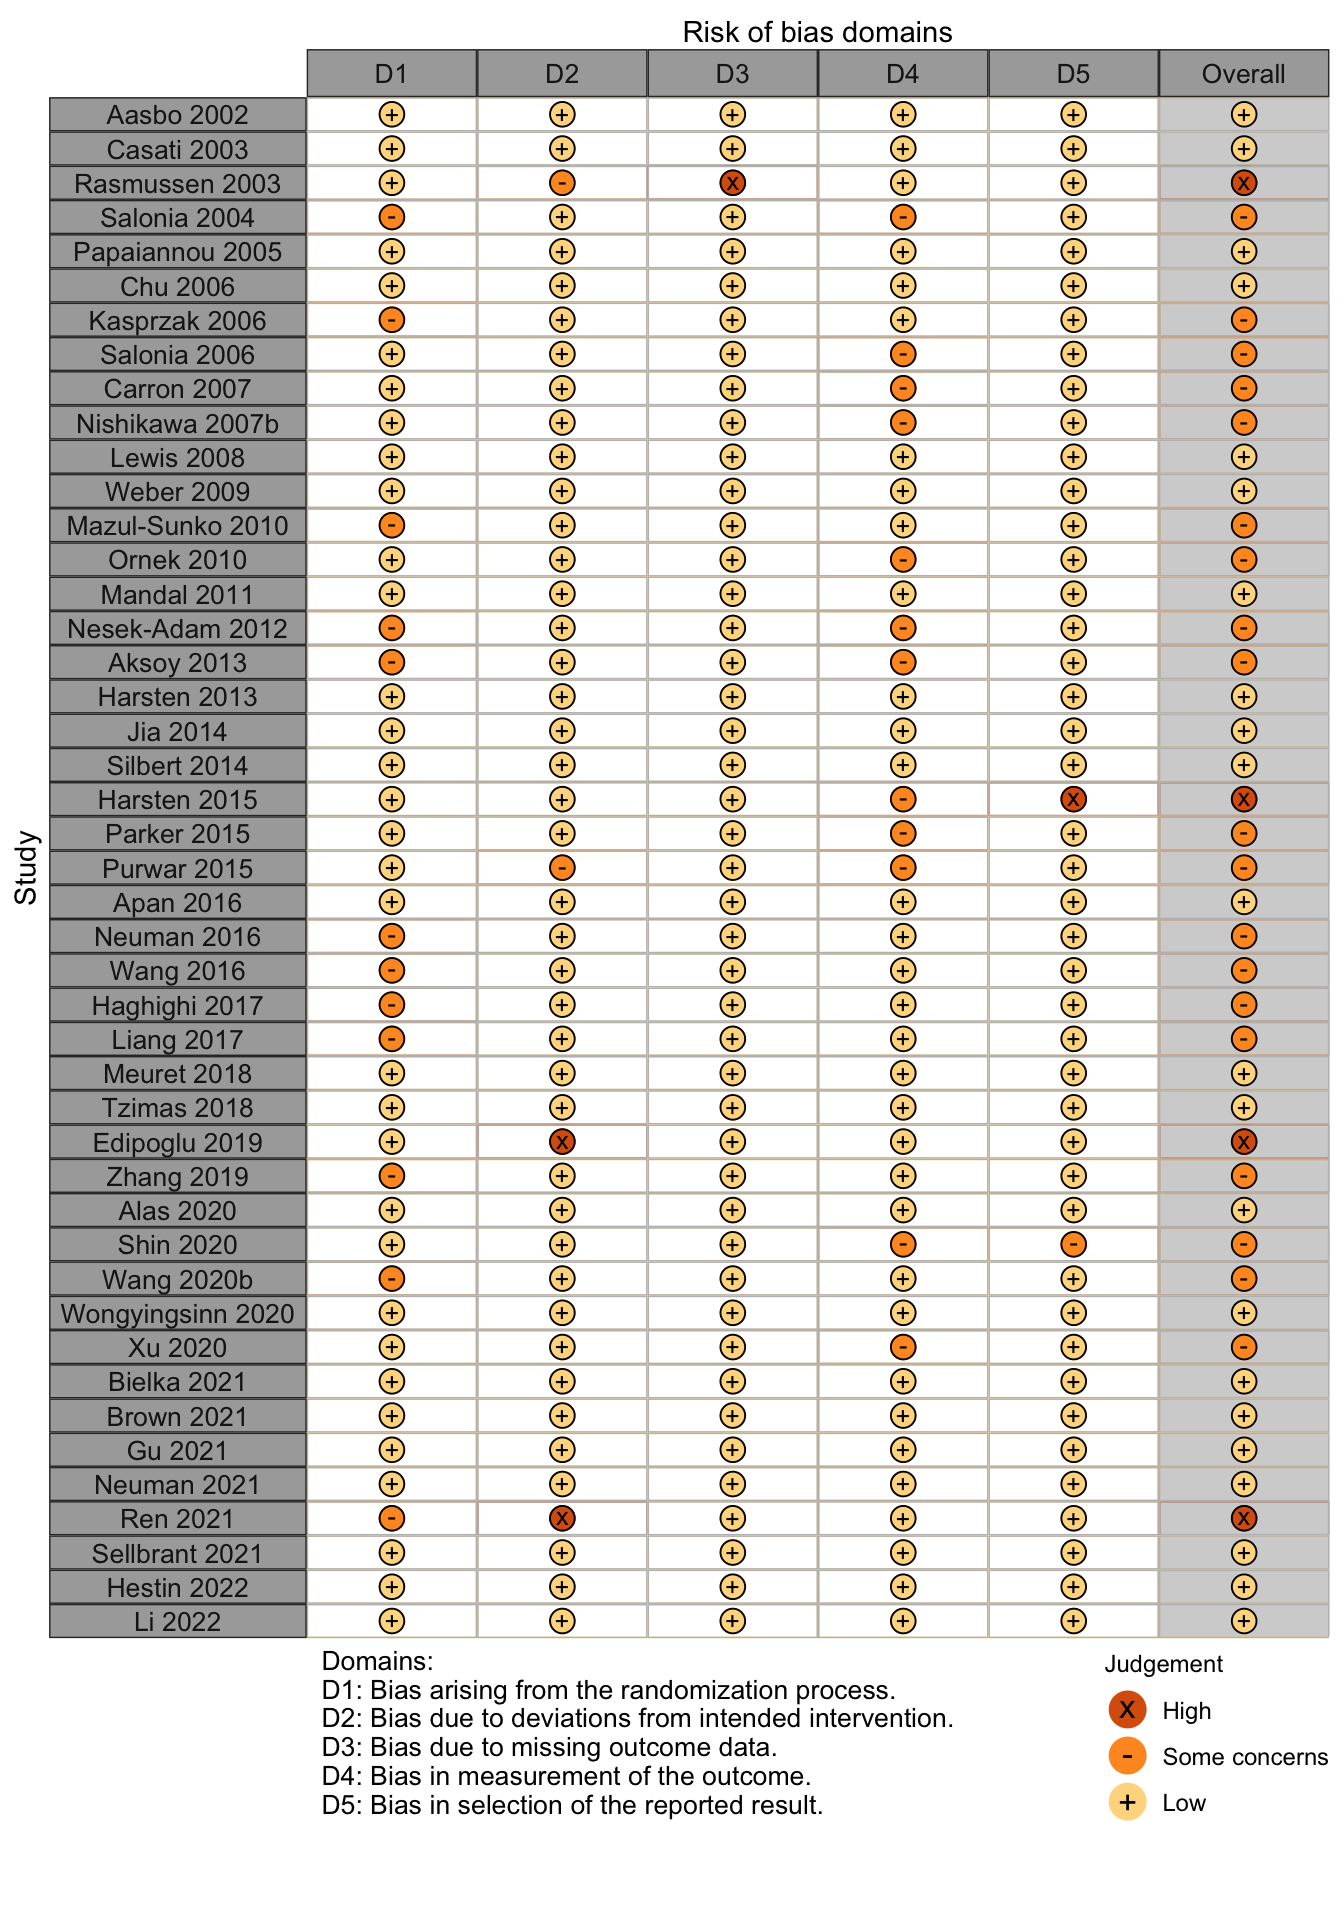 Risk of bias domains
D1 D2 D3 D4 D5 Overall
Study
Aasbo 2002 + + + + + +
Casati 2003 + + + + + +
Rasmussen 2003 + - X + + X
Salonia 2004 - + + - + -
Papaiannou 2005 + + + + + +
Chu 2006 + + + + + +
Kasprzak 2006 - + + + + -
Salonia 2006 + + + - + -
Carron 2007 + + + - + -
Nishikawa 2007b + + + - + -
Lewis 2008 + + + + + +
Weber 2009 + + + + + +
Mazul-Sunko 2010 - + + + + -
Ornek 2010 + + + - + -
Mandal 2011 + + + + + +
Nesek-Adam 2012 - + + - + -
Aksoy 2013 - + + - + -
Harsten 2013 + + + + + +
Jia 2014 + + + + + +
Silbert 2014 + + + + + +
Harsten 2015 + + + - X X
Parker 2015 + + + - + -
Purwar 2015 + - + - + -
Apan 2016 + + + + + +
Neuman 2016 - + + + + -
Wang 2016 - + + + + -
Haghighi 2017 - + + + + -
Liang 2017 - + + + + -
Meuret 2018 + + + + + +
Tzimas 2018 + + + + + +
Edipoglu 2019 + X + + + X
Zhang 2019 - + + + + -
Alas 2020 + + + + + +
Shin 2020 + + + - - -
Wang 2020b - + + + + -
Wongyingsinn 2020 + + + + + +
Xu 2020 + + + - + -
Bielka 2021 + + + + + +
Brown 2021 + + + + + +
Gu 2021 + + + + + +
Neuman 2021 + + + + + +
Ren 2021 - X + + + X
Sellbrant 2021 + + + + + +
Hestin 2022 + + + + + +
Li 2022 + + + + + +
Domains:
D1: Bias arising from the randomization process.
D2: Bias due to deviations from intended intervention.
D3: Bias due to missing outcome data.
D4: Bias in measurement of the outcome.
D5: Bias in selection of the reported result.
Judgement
X High
- Some concerns
+ Low